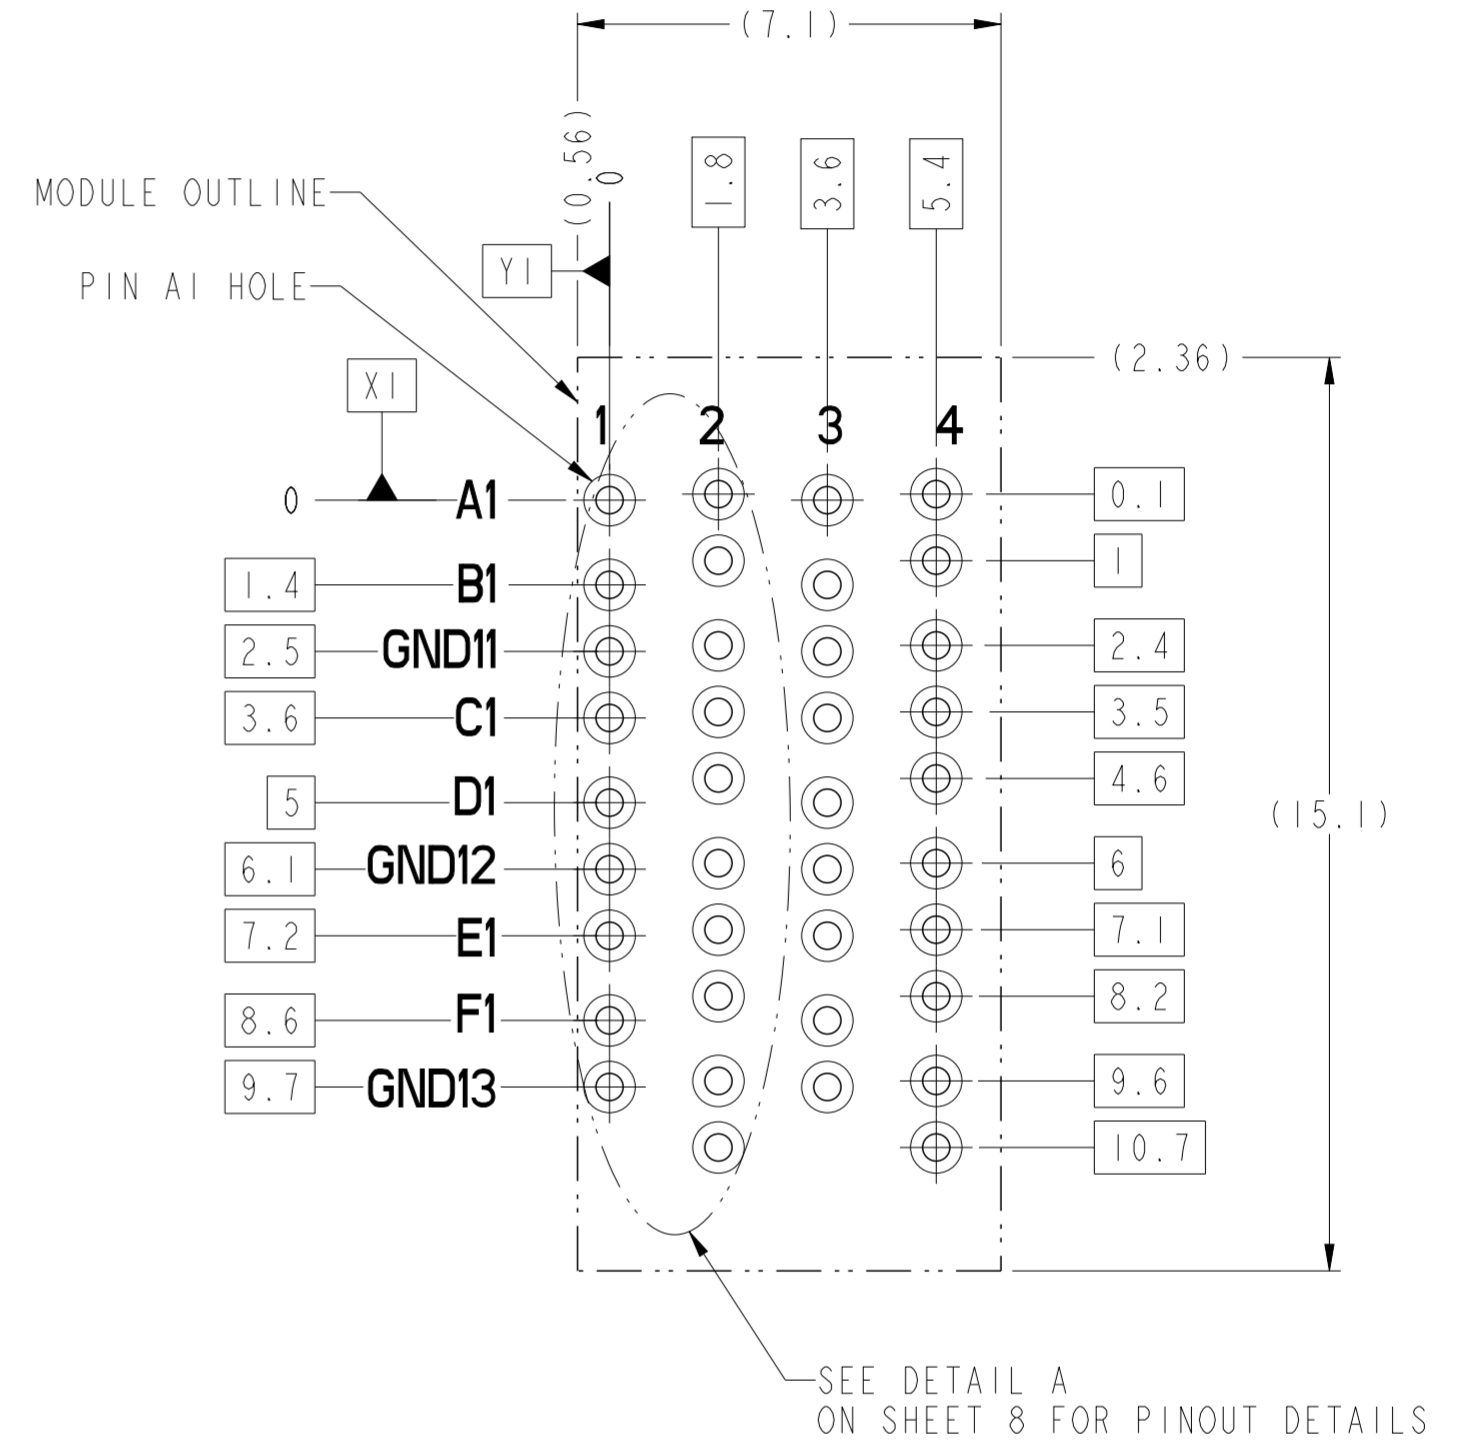 (7.1)
(0.56)
0
1.8
3.6
5.4
MODULE OUTLINE
Y1
PIN A1 HOLE
(2.36)
X1
1 2 3 4
0 A1 0.1
1
1.4 B1
2.5 GND11 2.4
3.6 C1 3.5
4.6
5 D1
(15.1)
6.1 GND12 6
7.2 E1 7.1
8.2
8.6 F1
9.7 GND13 9.6
10.7
SEE DETAIL A
ON SHEET 8 FOR PINOUT DETAILS